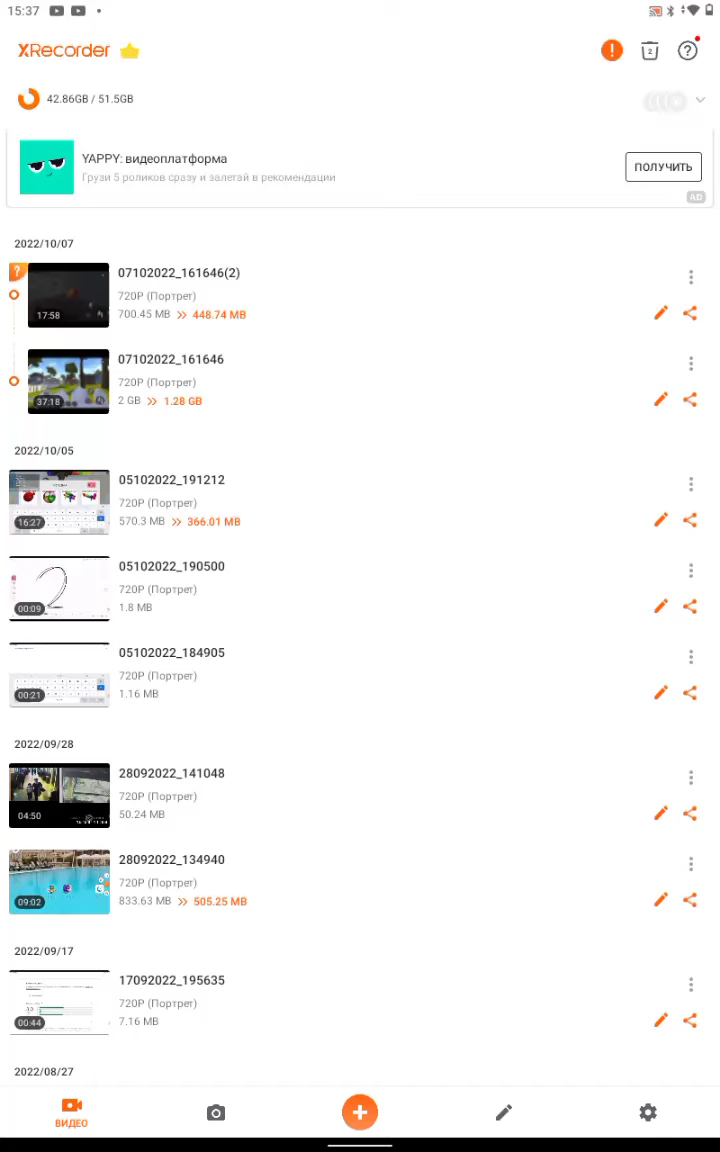 15:37
XRecorder
2
42.86GB / 51.5GB
YAPPY: видеоплатформа
Грузи 5 роликов сразу и залетай в рекомендации
ПОЛУЧИТЬ
AD
2022/10/07
07102022_161646(2)
720P (Портрет)
17:58
700.45 MB >> 448.74 MB
07102022_161646
720P (Портрет)
37:18
2 GB >> 1.28 GB
2022/10/05
05102022_191212
720P (Портрет)
16:27
570.3 MB >> 366.01 MB
05102022_190500
720P (Портрет)
00:09
1.8 MB
05102022_184905
720P (Портрет)
00:21
1.16 MB
2022/09/28
28092022_141048
720P (Портрет)
04:50
50.24 MB
28092022_134940
720P (Портрет)
09:02
833.63 MB >> 505.25 MB
2022/09/17
17092022_195635
720P (Портрет)
00:44
7.16 MB
2022/08/27
ВИДЕО